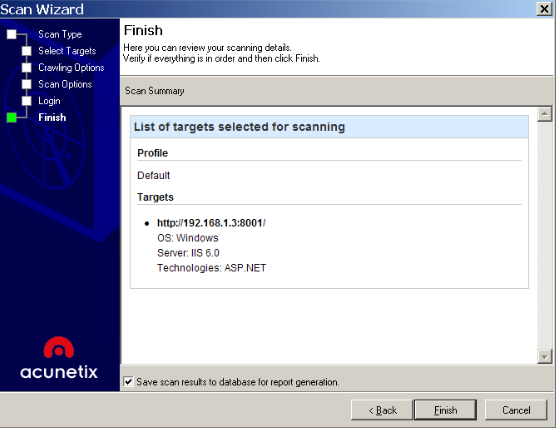 Scan Wizard
Scan Type
Select Targets
Crawling Options
Scan Options
Login
Finish
Finish
Here you can review your scanning details.
Verify if everything is in order and then click Finish.
Scan Summary
List of targets selected for scanning
Profile
Default
Targets
• http://192.168.1.3:8001/
OS: Windows
Server: IIS 6.0
Technologies: ASP.NET
acunetix
Save scan results to database for report generation.
< Back
Finish
Cancel